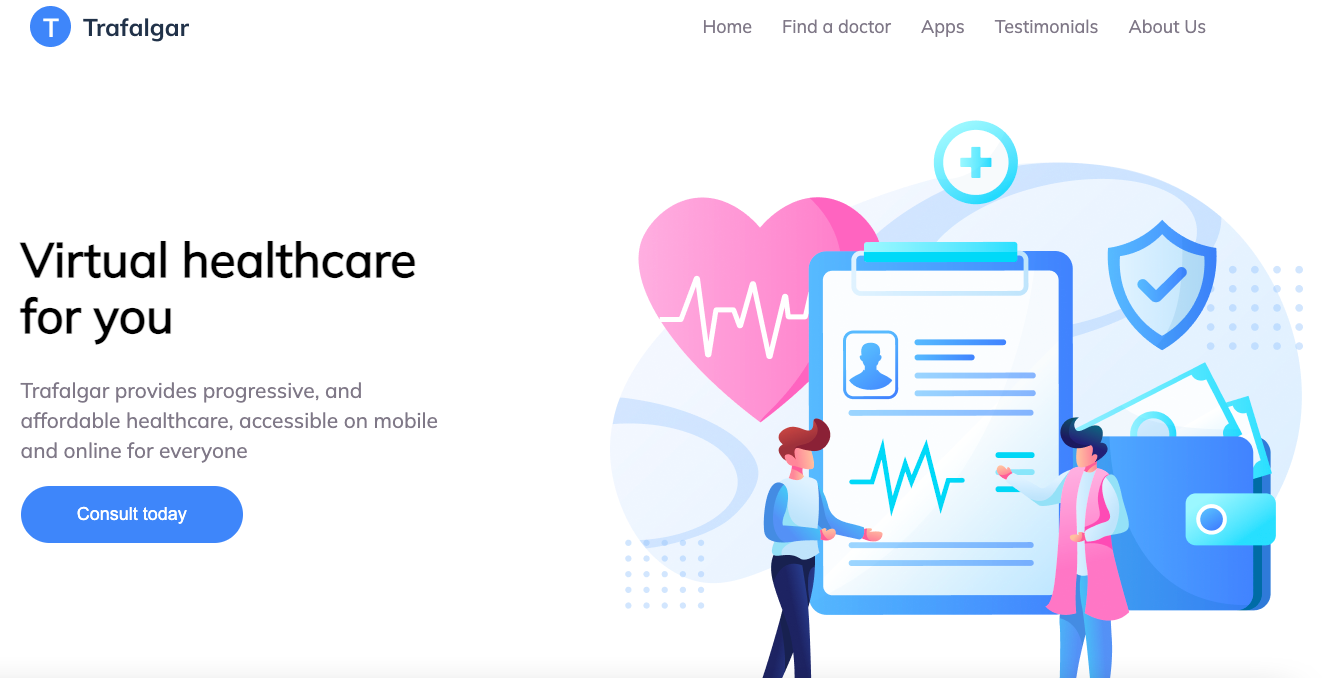 T Trafalgar
Home Find a doctor Apps Testimonials About Us
Virtual healthcare
for you
Trafalgar provides progressive, and
affordable healthcare, accessible on mobile
and online for everyone
Consult today